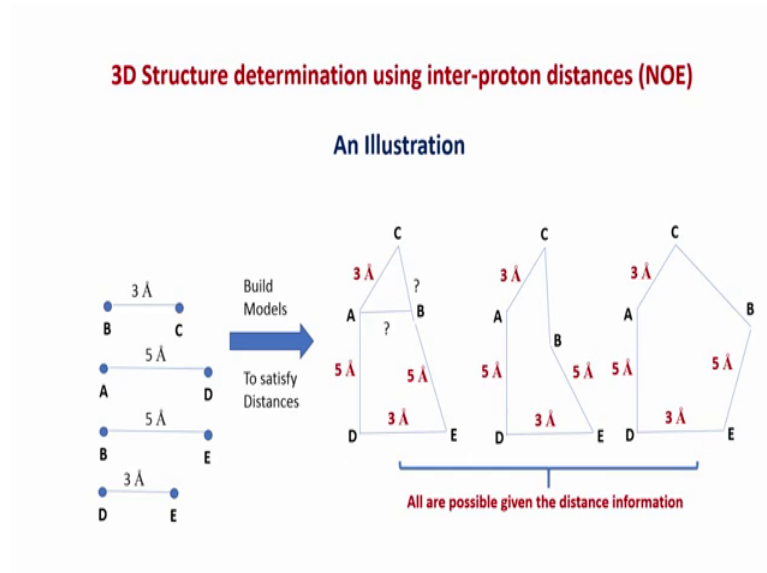 3D Structure determination using inter-proton distances (NOE)
An Illustration
3 Å
B C
5 Å
A D
5 Å
B E
3 Å
D E
Build
Models
To satisfy
Distances
C
3 Å
?
A
B
?
5 Å
5 Å
3 Å
D
E
C
3 Å
A
B
5 Å
5 Å
3 Å
D
E
C
3 Å
A
B
5 Å
5 Å
3 Å
D
E
All are possible given the distance information